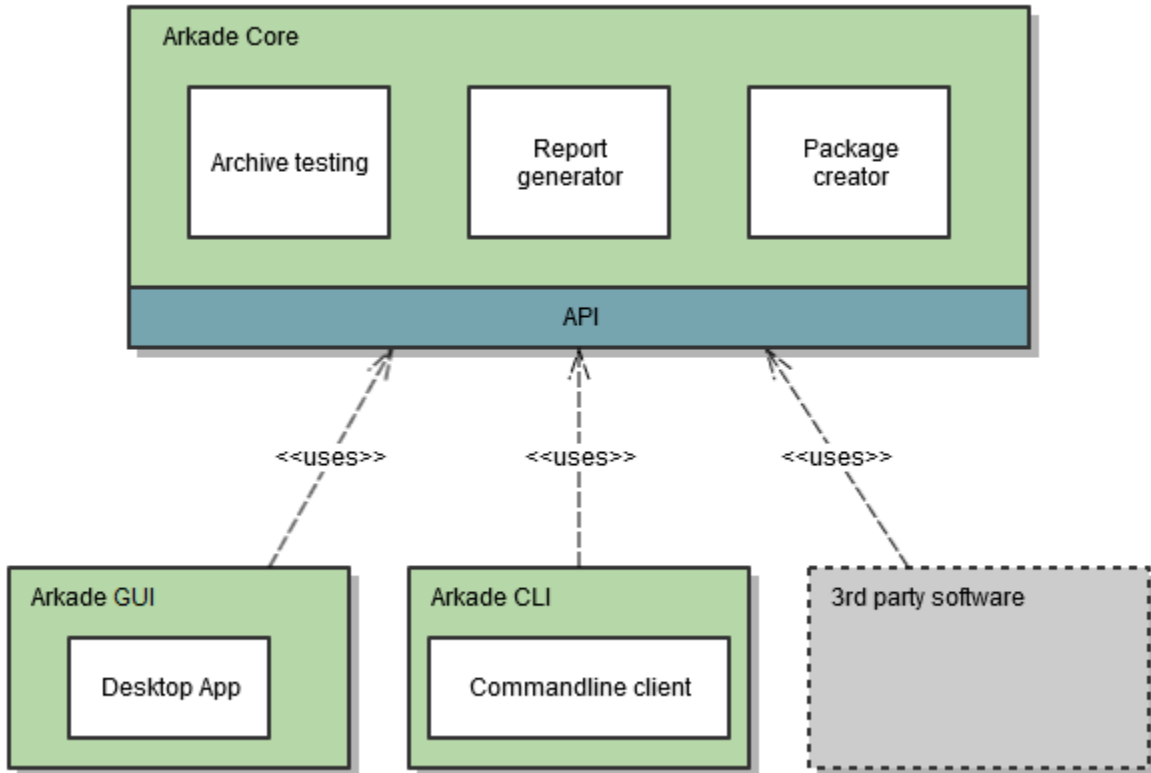 Arkade Core
Archive testing
Report
generator
Package
creator
API
<<uses>>
<<uses>>
<<uses>>
Arkade GUI
Desktop App
Arkade CLI
Commandline client
3rd party software